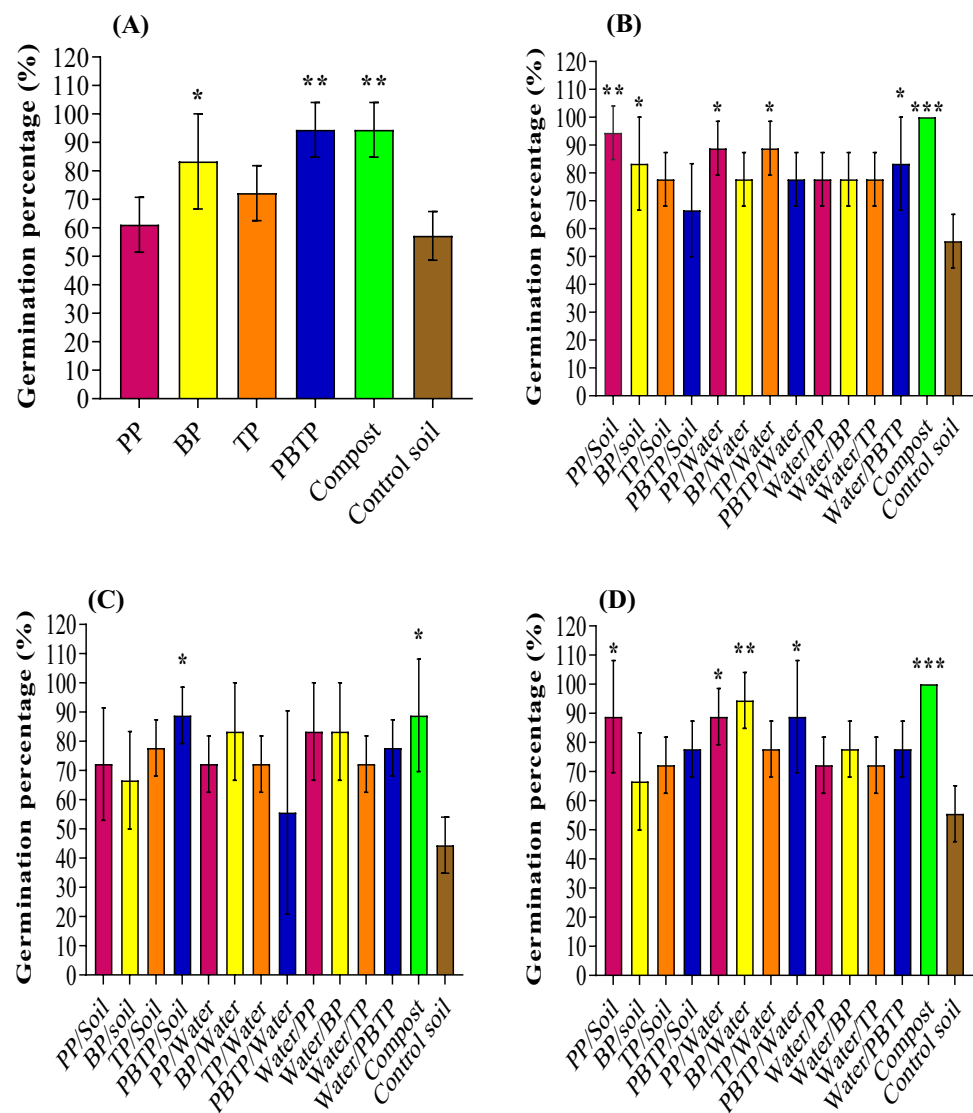 (A)
Germination percentage (%)
120
110
100
90
80
70
60
50
40
30
20
10
0
*
**
**
PP
BP
TP
PBTP
Compost
Control soil
(B)
Germination percentage (%)
120
110
100
90
80
70
60
50
40
30
20
10
0
**
*
*
*
*
***
PP/Soil
BP/soil
TP/Soil
PBTP/Soil
PP/Water
BP/Water
TP/Water
PBTP/Water
Water/PP
Water/BP
Water/TP
Water/PBTP
Compost
Control soil
(C)
Germination percentage (%)
120
110
100
90
80
70
60
50
40
30
20
10
0
*
*
PP/Soil
BP/soil
TP/Soil
PBTP/Soil
PP/Water
BP/Water
TP/Water
PBTP/Water
Water/PP
Water/BP
Water/TP
Water/PBTP
Compost
Control soil
(D)
Germination percentage (%)
120
110
100
90
80
70
60
50
40
30
20
10
0
*
*
**
*
***
PP/Soil
BP/soil
TP/Soil
PBTP/Soil
PP/Water
BP/Water
TP/Water
PBTP/Water
Water/PP
Water/BP
Water/TP
Water/PBTP
Compost
Control soil